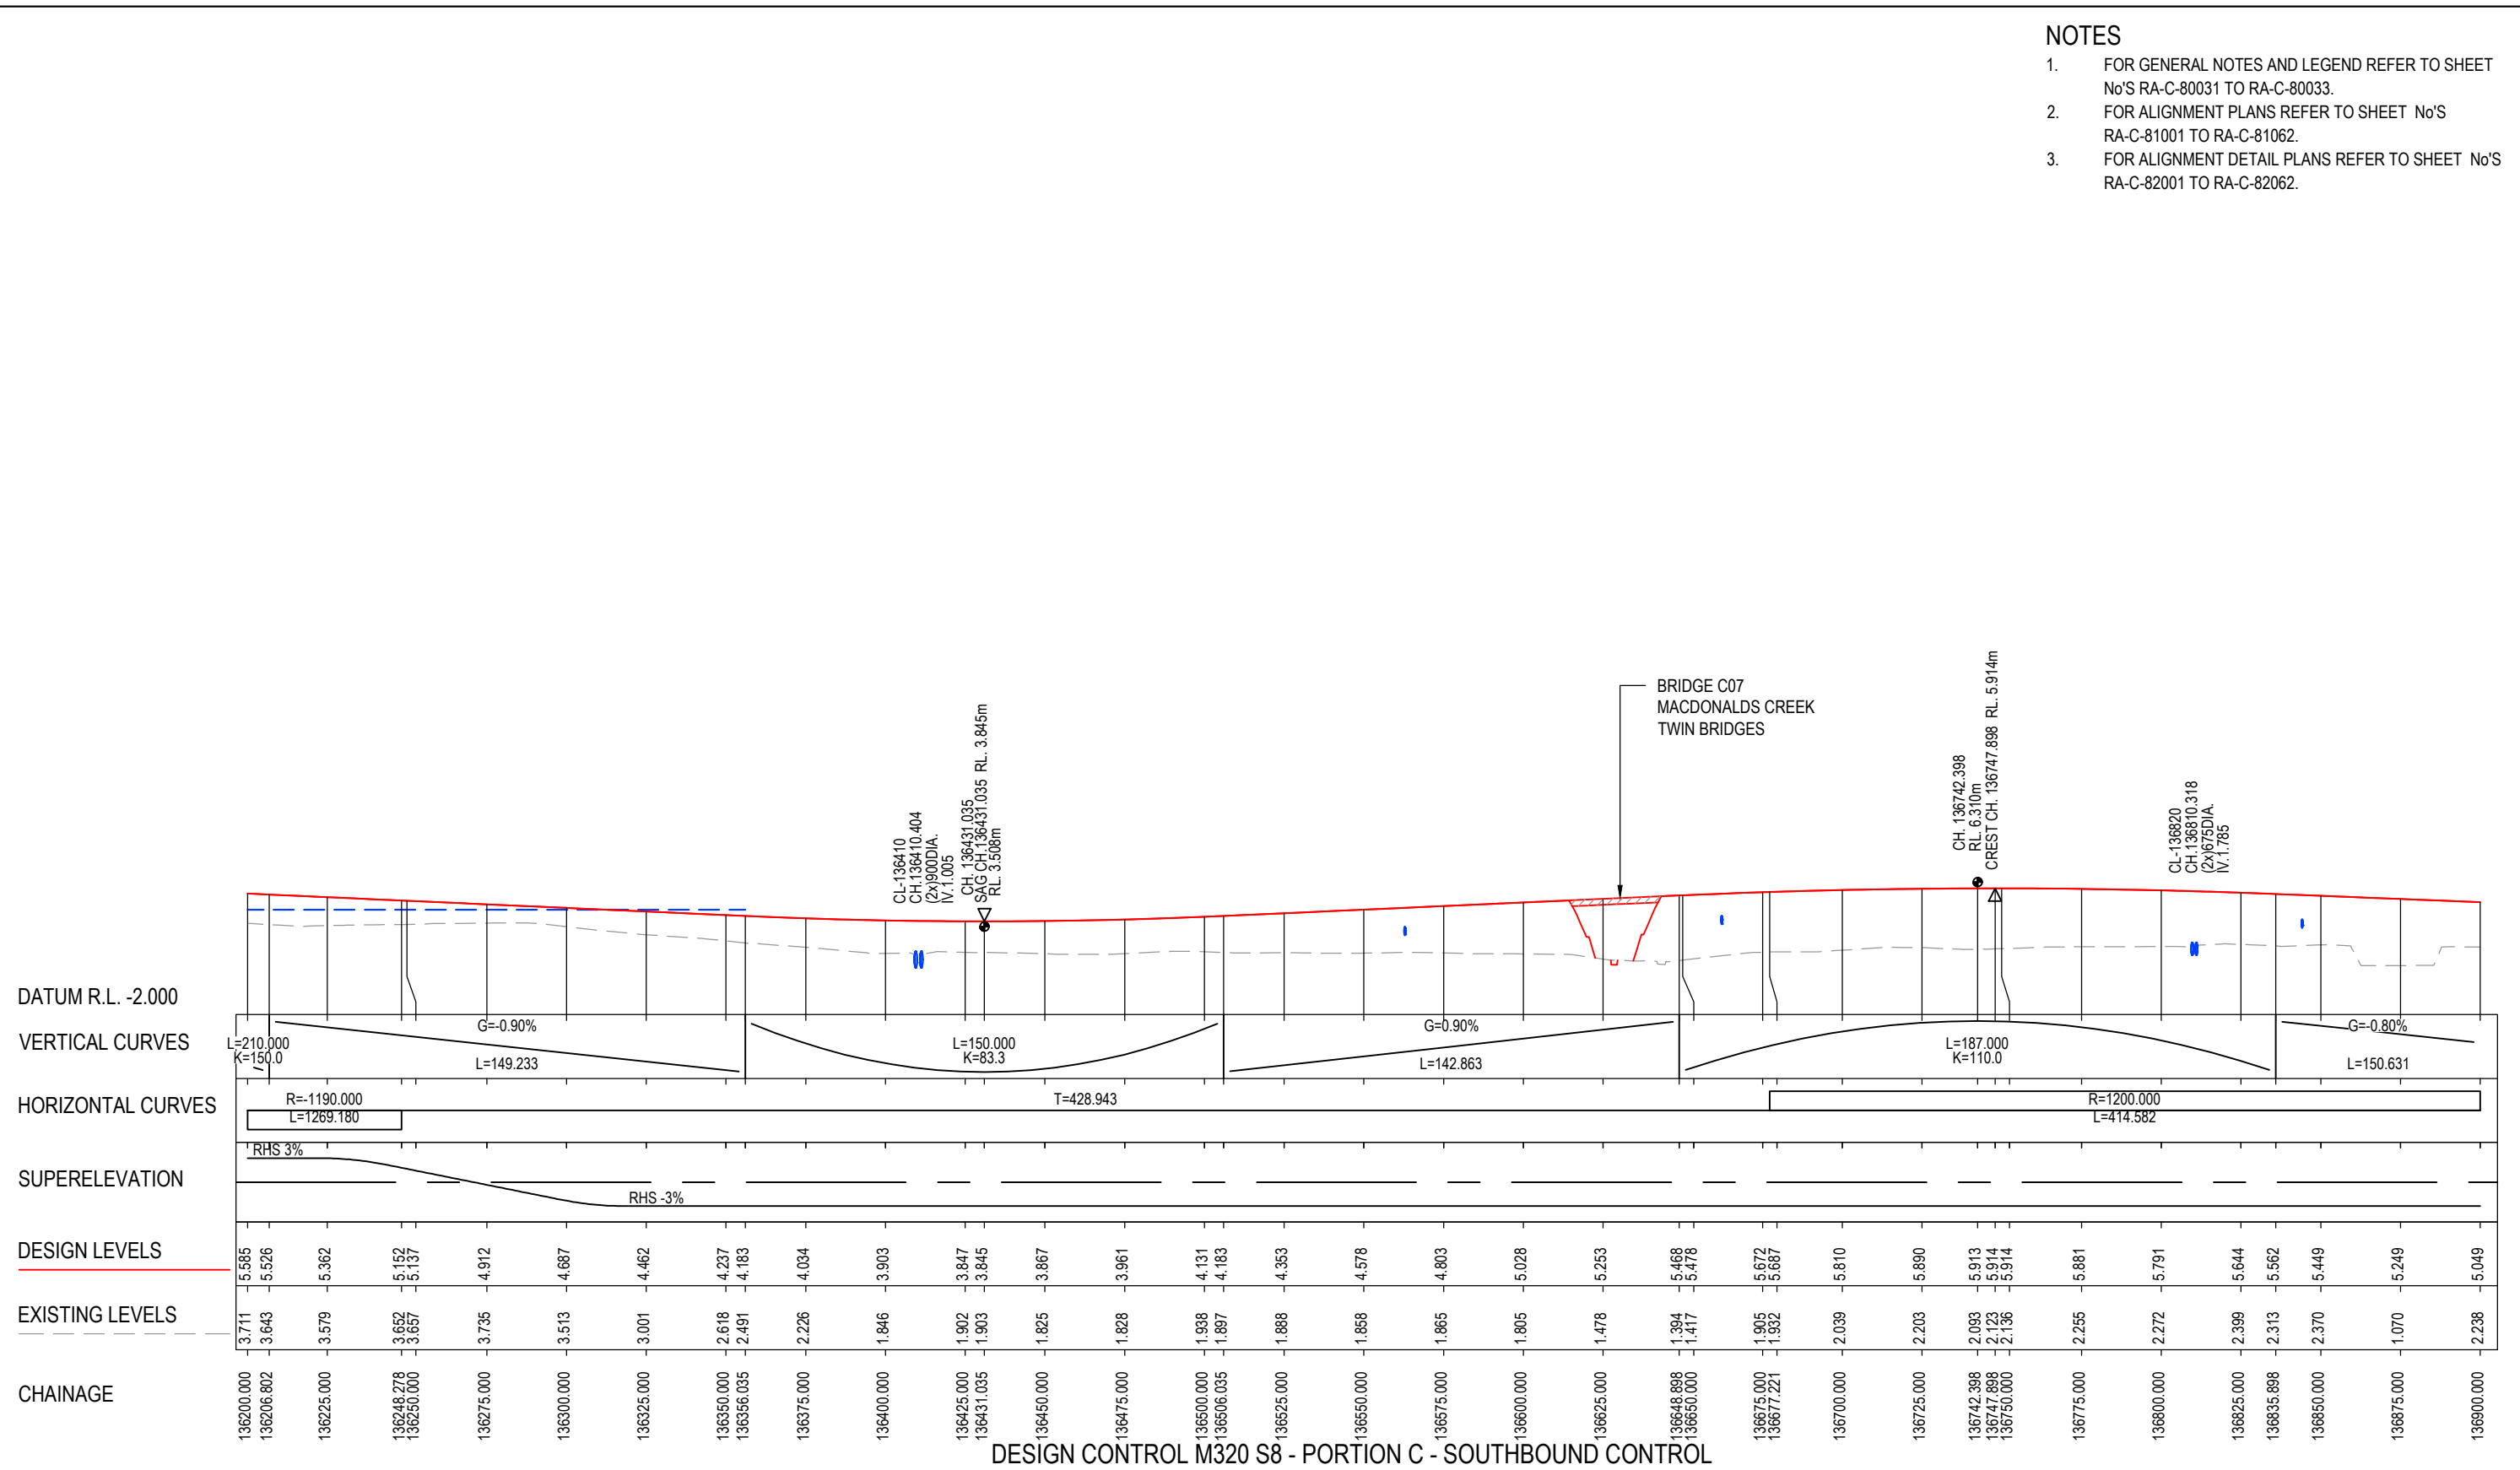 NOTES
1. FOR GENERAL NOTES AND LEGEND REFER TO SHEET
No'S RA-C-80031 TO RA-C-80033.
2. FOR ALIGNMENT PLANS REFER TO SHEET No'S
RA-C-81001 TO RA-C-81062.
3. FOR ALIGNMENT DETAIL PLANS REFER TO SHEET No'S
RA-C-82001 TO RA-C-82062.
CL-136410
CH.136410.404
(2x)900DIA.
IV.1.005
CH. 136431.035
SAG CH.136431.035 RL. 3.845m
RL. 3.508m
BRIDGE C07
MACDONALDS CREEK
TWIN BRIDGES
CH. 136742.398
RL. 6.310m
CREST CH. 136747.898 RL. 5.914m
CL-136820
CH.136810.318
(2x)675DIA.
IV.1.785
DATUM R.L. -2.000
VERTICAL CURVES
L=210.000
K=150.0
G=-0.90%
L=149.233
L=150.000
K=83.3
G=0.90%
L=142.863
L=187.000
K=110.0
G=-0.80%
L=150.631
HORIZONTAL CURVES
R=-1190.000
L=1269.180
T=428.943
R=1200.000
L=414.582
SUPERELEVATION
RHS 3%
RHS -3%
DESIGN LEVELS
5.585 5.526 5.362 5.152 5.137 4.912 4.687 4.462 4.237 4.183 4.034 3.903 3.847 3.845 3.867 3.961 4.131 4.183 4.353 4.578 4.803 5.028 5.253 5.468 5.478 5.672 5.687 5.810 5.890 5.913 5.914 5.914 5.881 5.791 5.644 5.562 5.449 5.249 5.049
EXISTING LEVELS
3.711 3.643 3.579 3.652 3.657 3.735 3.513 3.001 2.618 2.491 2.226 1.846 1.902 1.903 1.825 1.828 1.938 1.897 1.888 1.858 1.865 1.805 1.478 1.394 1.417 1.905 1.932 2.039 2.203 2.093 2.123 2.136 2.255 2.272 2.399 2.313 2.370 1.070 2.238
CHAINAGE
136200.000 136206.802 136225.000 136248.278 136250.000 136275.000 136300.000 136325.000 136350.000 136356.035 136375.000 136400.000 136425.000 136431.035 136450.000 136475.000 136500.000 136506.035 136525.000 136550.000 136575.000 136600.000 136625.000 136648.898 136650.000 136675.000 136677.221 136700.000 136725.000 136742.398 136747.898 136750.000 136775.000 136800.000 136825.000 136835.898 136850.000 136875.000 136900.000
DESIGN CONTROL M320 S8 - PORTION C - SOUTHBOUND CONTROL